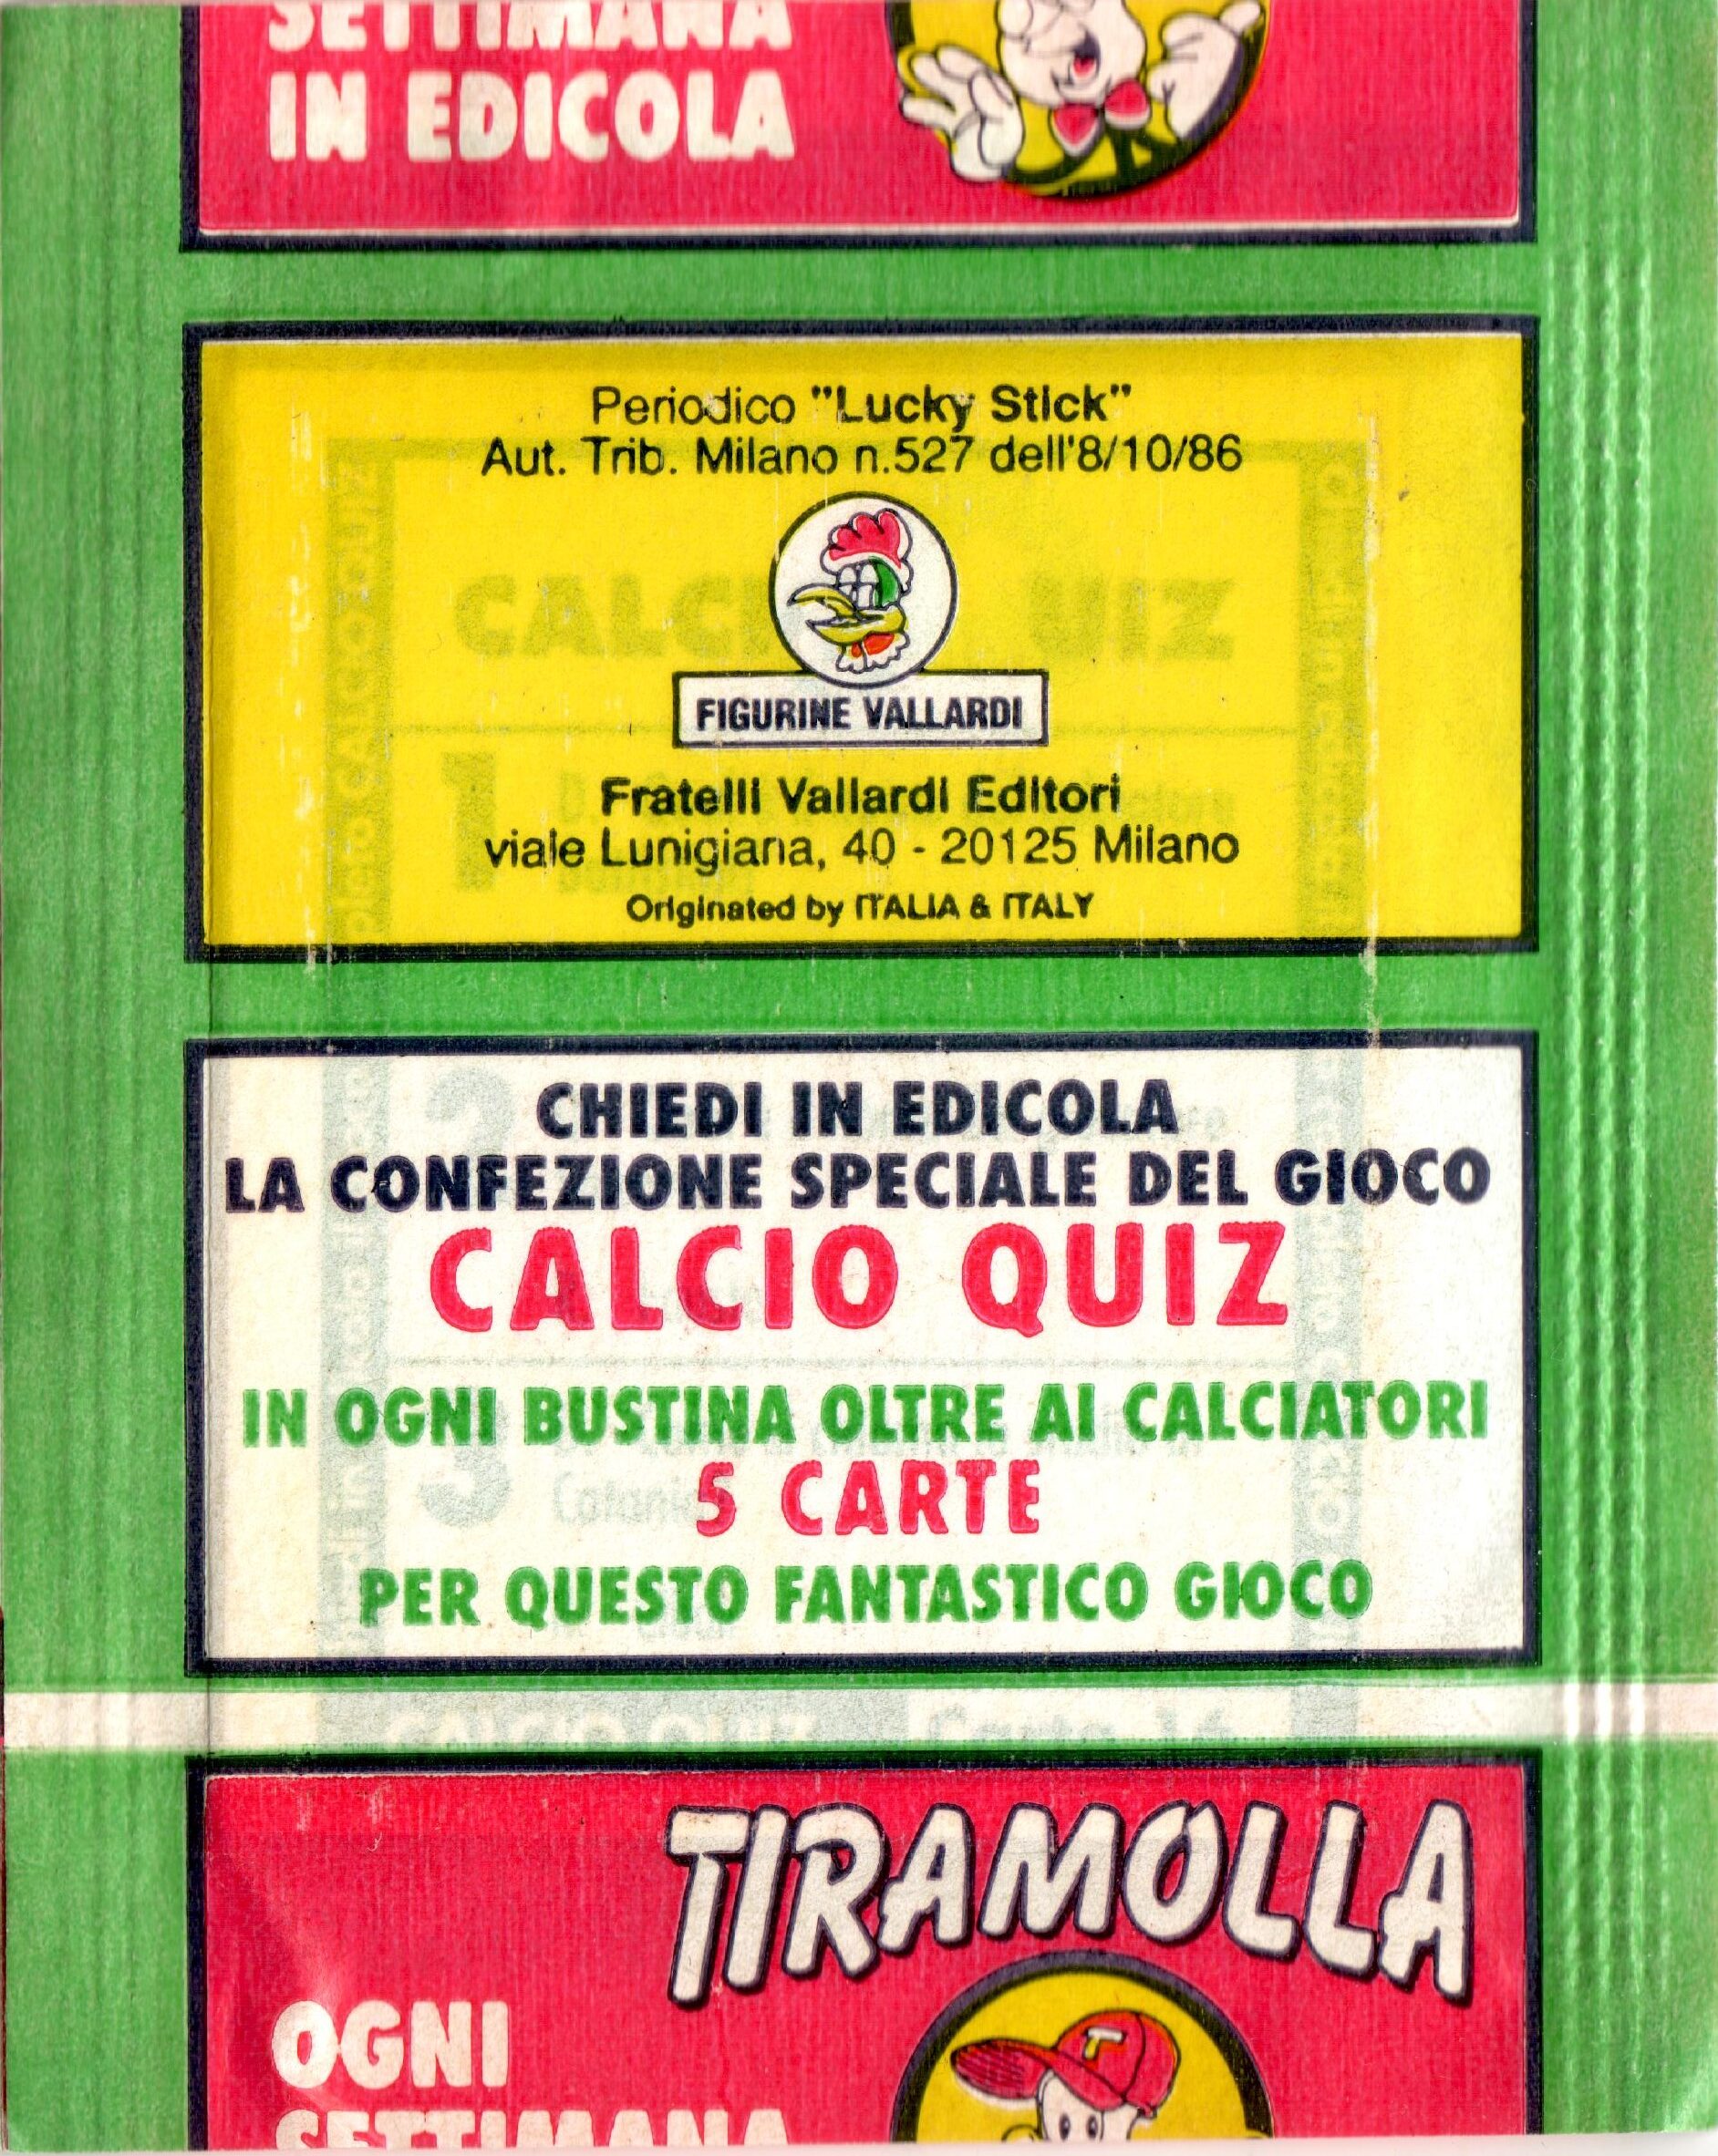 SETTIMANA
IN EDICOLA
Periodico "Lucky Stick"
Aut. Trib. Milano n.527 dell'8/10/86
FIGURINE VALLARDI
Fratelli Vallardi Editori
viale Lunigiana, 40 - 20125 Milano
Originated by ITALIA & ITALY
CHIEDI IN EDICOLA
LA CONFEZIONE SPECIALE DEL GIOCO
CALCIO QUIZ
IN OGNI BUSTINA OLTRE AI CALCIATORI
5 CARTE
PER QUESTO FANTASTICO GIOCO
TIRAMOLLA
T
OGNI
SETTIMANA